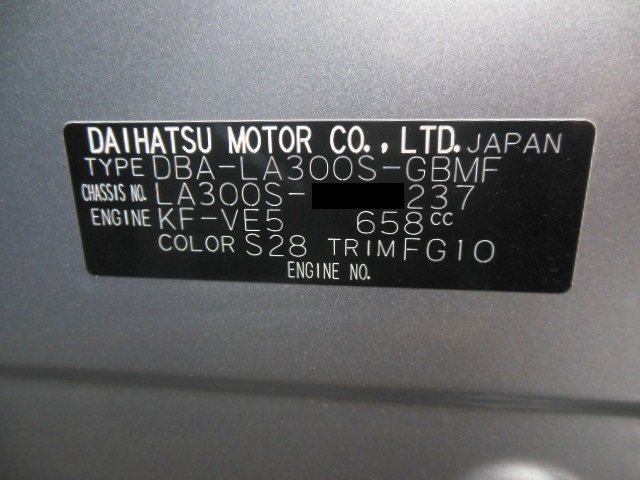 DAIHATSU MOTOR CO., LTD. JAPAN
TYPE DBA-LA300S-GBMF
CHASSIS NO. LA300S- 237
ENGINE KF-VE5 658CC
COLOR S28 TRIM FG10
ENGINE NO.